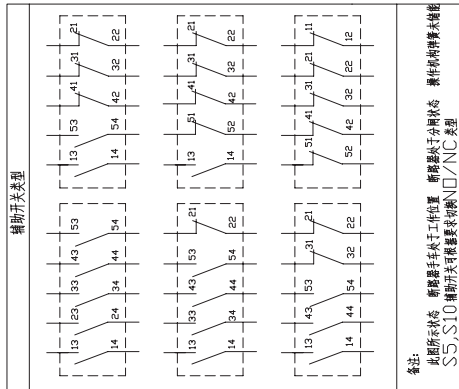 辅助开关类型
13 23 33 43 53
14 24 34 44 54
13 53 41 31 21
14 54 42 32 22
13 33 43 53 21
14 34 44 54 22
13 51 41 31 21
14 52 42 32 22
13 43 53 31 21
14 44 54 32 22
51 41 31 21 11
52 42 32 22 12
备注:
此图所示状态 断路器手车处于工作位置 断路器处于分闸状态 操作机构弹簧未储能
S5,S10 辅助开关可根据要求切换NO/NC 类型